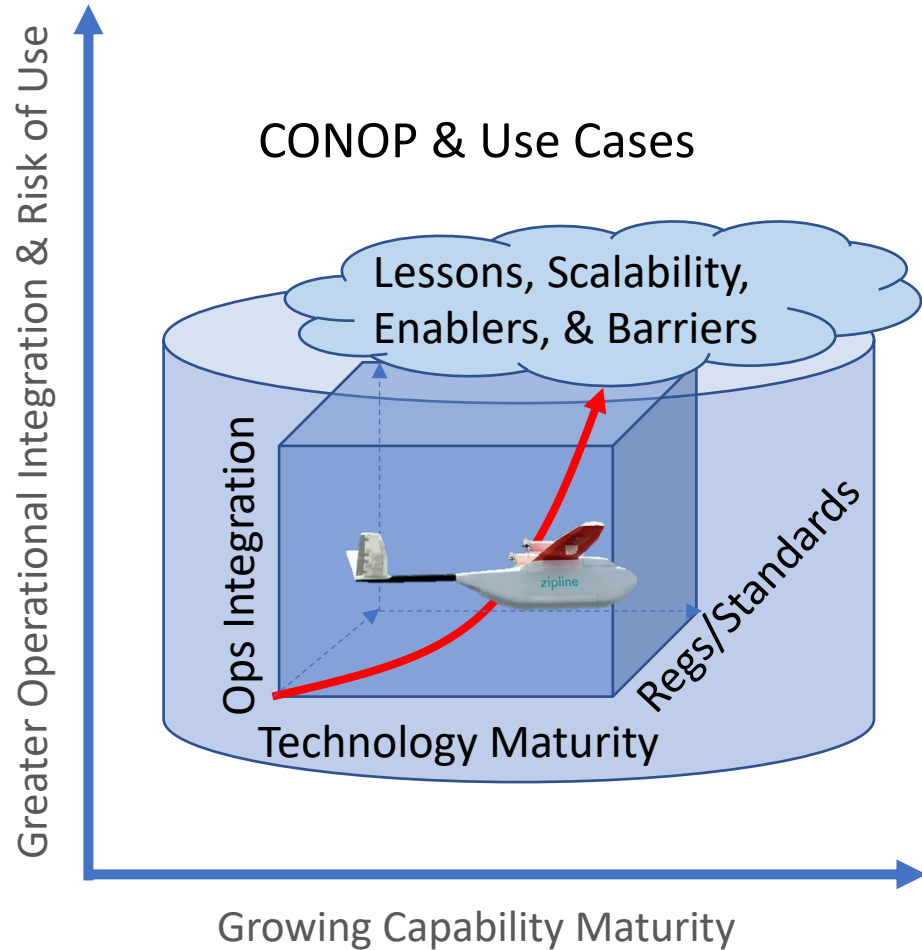 Greater Operational Integration & Risk of Use
CONOP & Use Cases
Lessons, Scalability,
Enablers, & Barriers
Ops Integration
zipline
Regs/Standards
Technology Maturity
Growing Capability Maturity